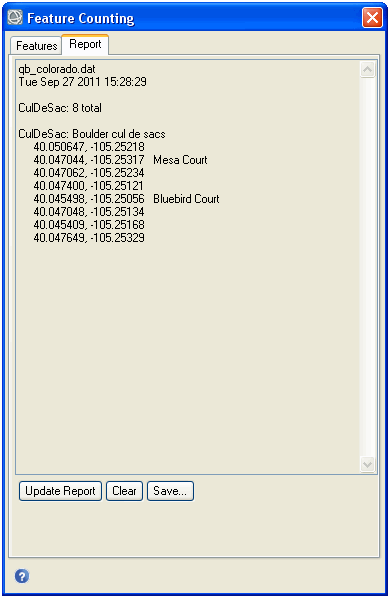 Feature Counting
Features Report
qb_colorado.dat
Tue Sep 27 2011 15:28:29
CulDeSac: 8 total
CulDeSac: Boulder cul de sacs
40.050647, -105.25218
40.047044, -105.25317 Mesa Court
40.047062, -105.25234
40.047400, -105.25121
40.045498, -105.25056 Bluebird Court
40.047048, -105.25134
40.045409, -105.25168
40.047649, -105.25329
Update Report Clear Save...
?